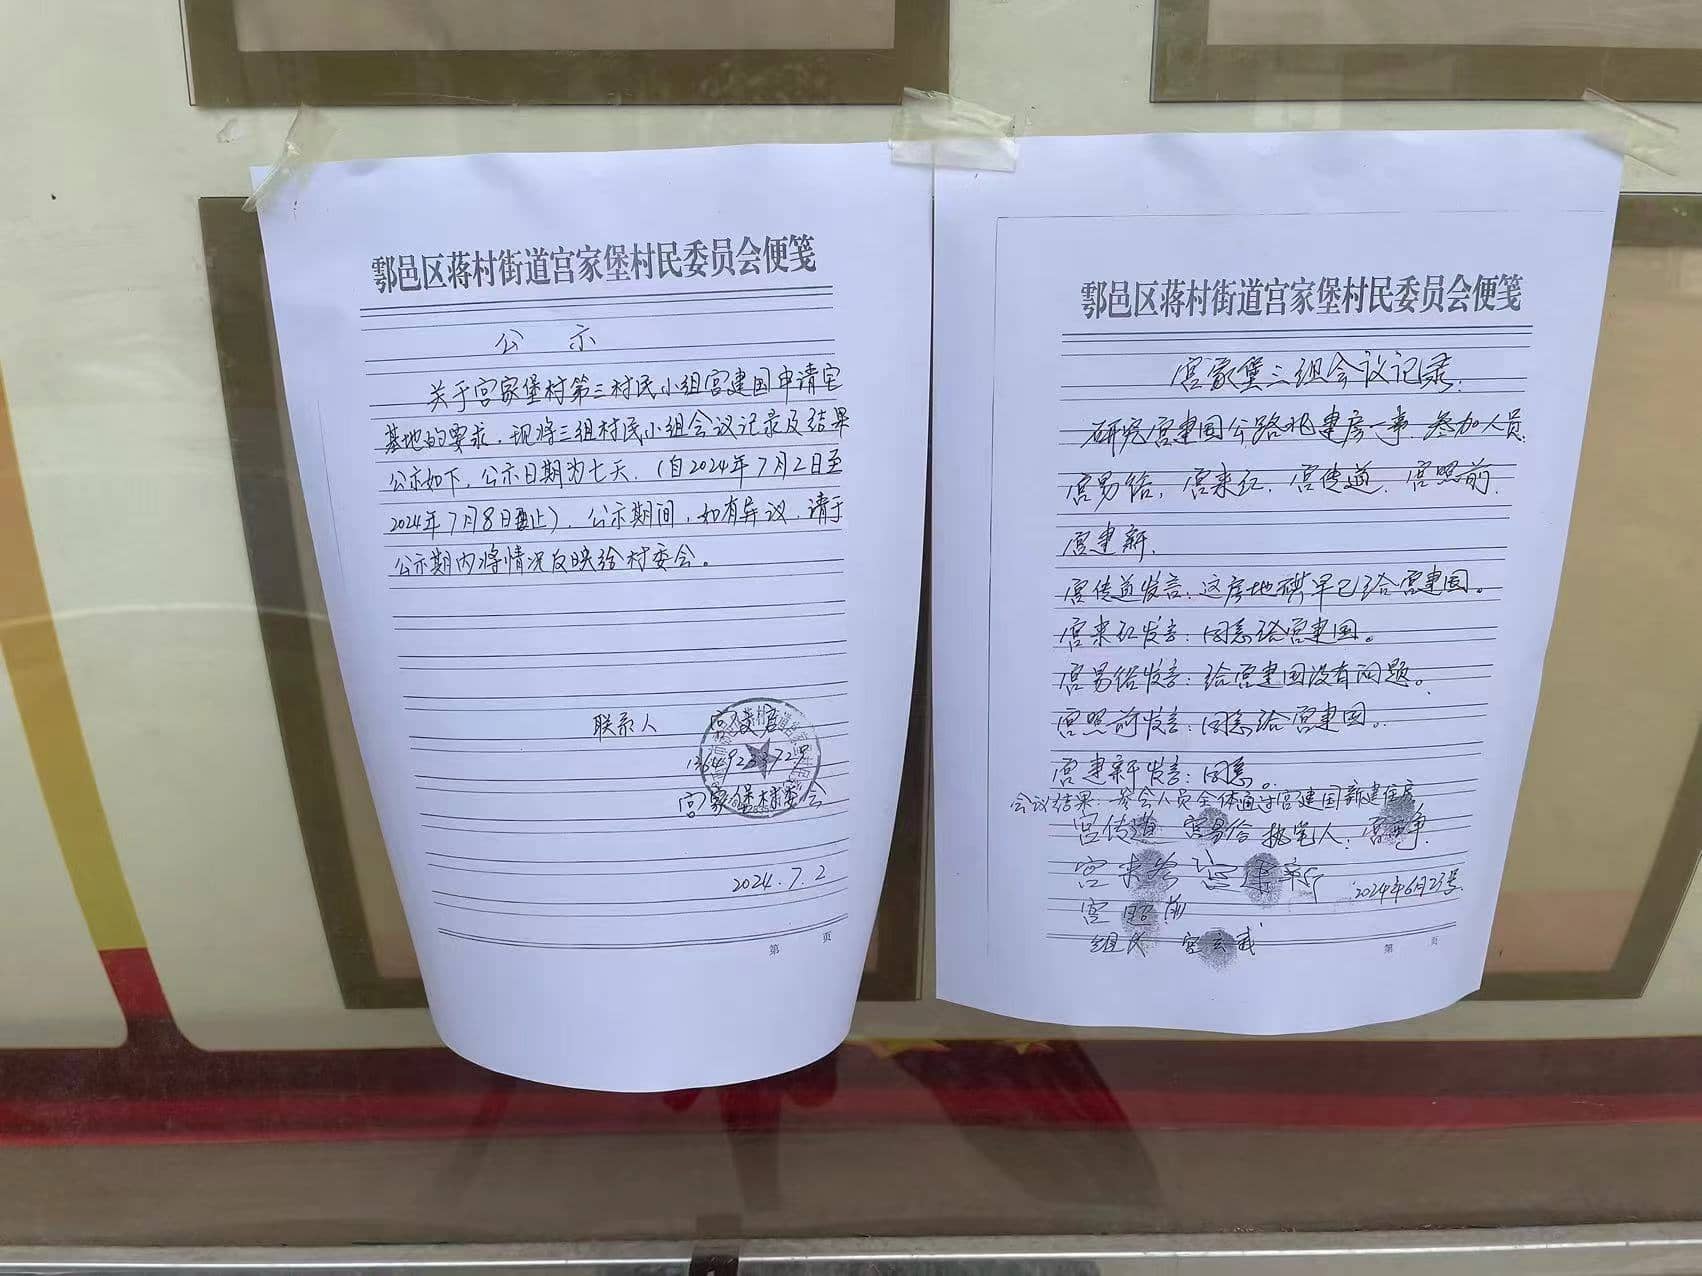 鄠邑区蒋村街道宫家堡村民委员会便笺
公示
关于宫家堡村第三村民小组宫建国申请宅
基地的要求，现将三组村民小组会议记录及结果
公示如下，公示日期为七天，（自2024年7月2日至
2024年7月8日止），公示期间，如有异议，请于
公示期内将情况反映给村委会。
联系人
宫家堡村委会
2024.7.2
第 页
鄠邑区蒋村街道宫家堡村民委员会便笺
宫家堡三组会议记录：
研究宫建国公路北建房一事，参加人员
宫易给，宫来红，宫传道，宫照前，
宫建新，
宫传道发言：这房地基早已给宫建国。
宫来红发言：同意给宫建国。
宫易给发言：给宫建国没有问题。
宫照前发言：同意给宫建国。
宫建新发言：同意。
会议结果：参会人员全体通过宫建国新建住房
宫传道 宫易给 执笔人：宫
宫来 宫建新 2024年6月23号
宫照前
组长 宫
第 页